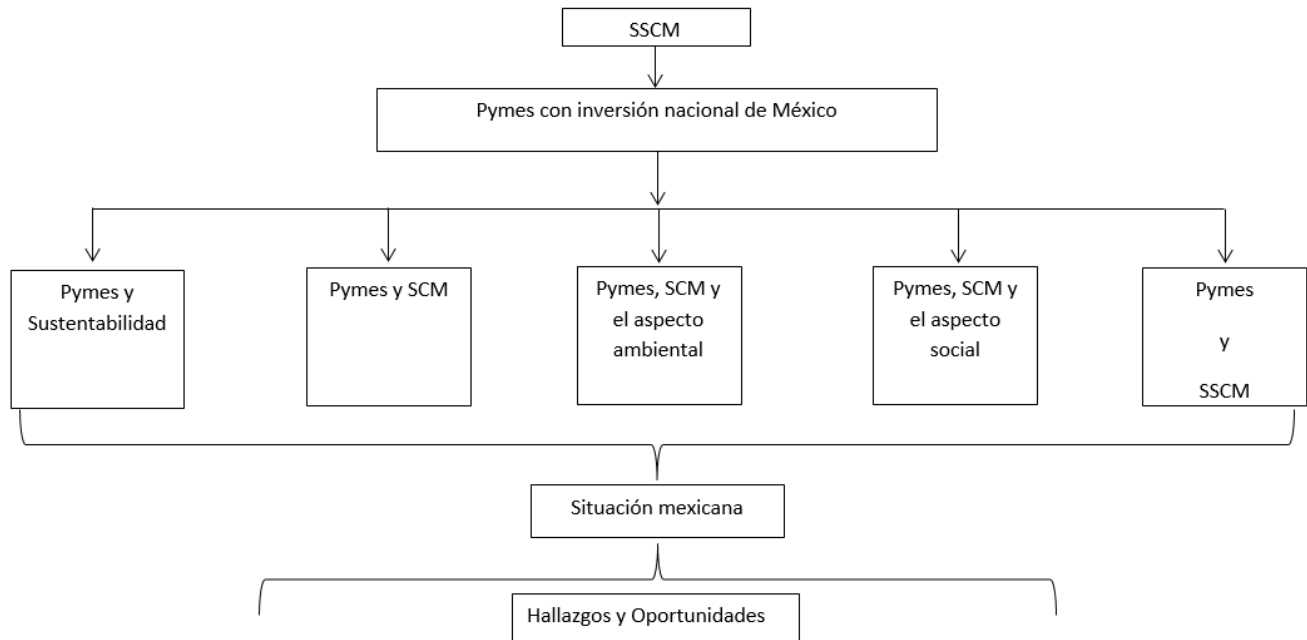 SSCM
Pymes con inversión nacional de México
Pymes y
Sustentabilidad
Pymes y SCM
Pymes, SCM y
el aspecto
ambiental
Pymes, SCM y
el aspecto
social
Pymes
y
SSCM
Situación mexicana
Hallazgos y Oportunidades